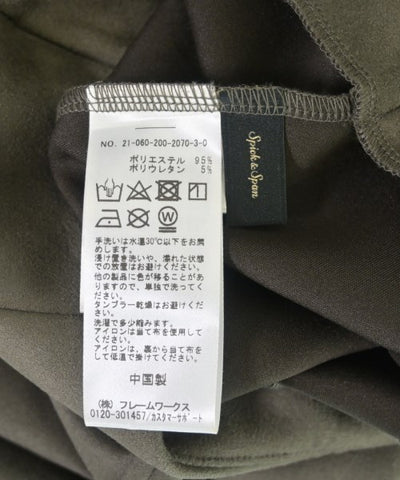 NO. 21-060-200-2070-3-0
ポリエステル 95%
ポリウレタン 5%
手洗いは水温30℃以下をお薦
めします。
浸け置き洗いや、濡れた状態
での放置はお避けください。
他の製品に色が移ることがあ
りますので、単独で洗ってく
ださい。
タンブラー乾燥はお避けくだ
さい。
洗濯で多少縮みます。
アイロンは当て布を使用して
ください。
アイロンは、裏から当て布を
して低温で掛けてください。
中国製
(株) フレームワークス
0120-301457/カスタマーサポート
Spick & Span